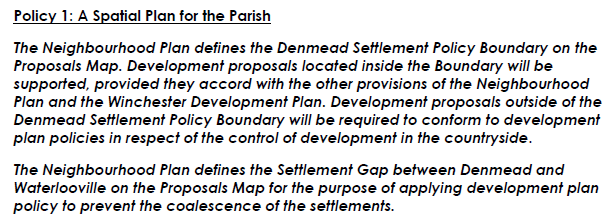 Policy 1: A Spatial Plan for the Parish
The Neighbourhood Plan defines the Denmead Settlement Policy Boundary on the
Proposals Map. Development proposals located inside the Boundary will be
supported, provided they accord with the other provisions of the Neighbourhood
Plan and the Winchester Development Plan. Development proposals outside of the
Denmead Settlement Policy Boundary will be required to conform to development
plan policies in respect of the control of development in the countryside.
The Neighbourhood Plan defines the Settlement Gap between Denmead and
Waterlooville on the Proposals Map for the purpose of applying development plan
policy to prevent the coalescence of the settlements.